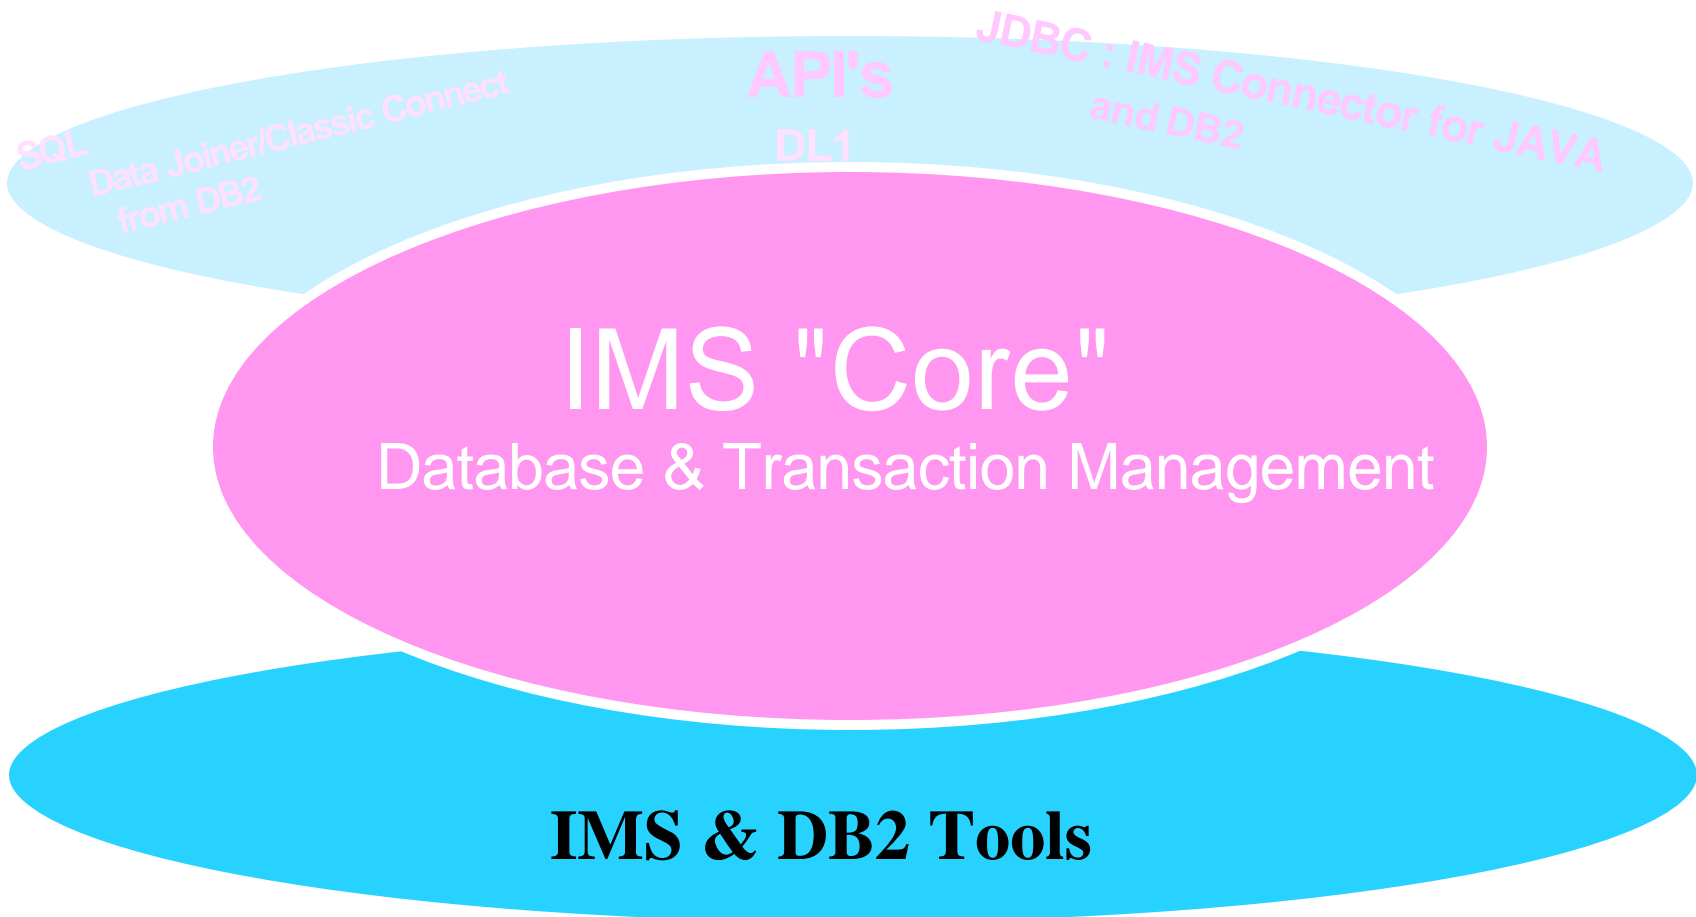 SQL
Data Joiner/Classic Connect
from DB2
API's
DL1
JDBC : IMS Connector for JAVA
and DB2
IMS "Core"
Database & Transaction Management
IMS & DB2 Tools